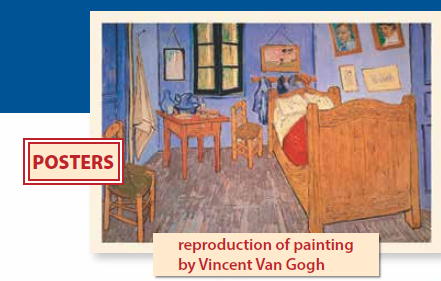 POSTERS
reproduction of painting
by Vincent Van Gogh